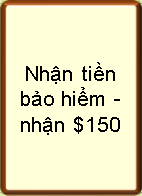 Nhận tiền
bảo hiểm -
nhận $150